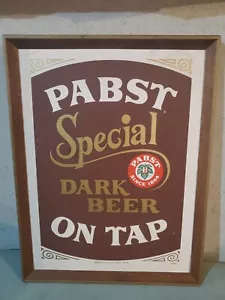 PABST
Special
PABST
SINCE 1844
DARK
BEER
ON TAP